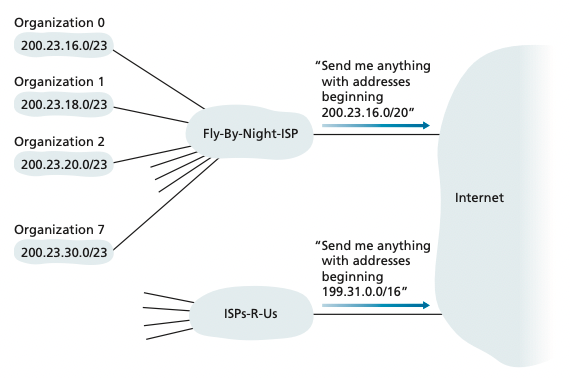 Organization 0
200.23.16.0/23
Organization 1
200.23.18.0/23
Organization 2
200.23.20.0/23
Organization 7
200.23.30.0/23
Fly-By-Night-ISP
“Send me anything
with addresses
beginning
200.23.16.0/20”
Internet
“Send me anything
with addresses
beginning
199.31.0.0/16”
ISPs-R-Us